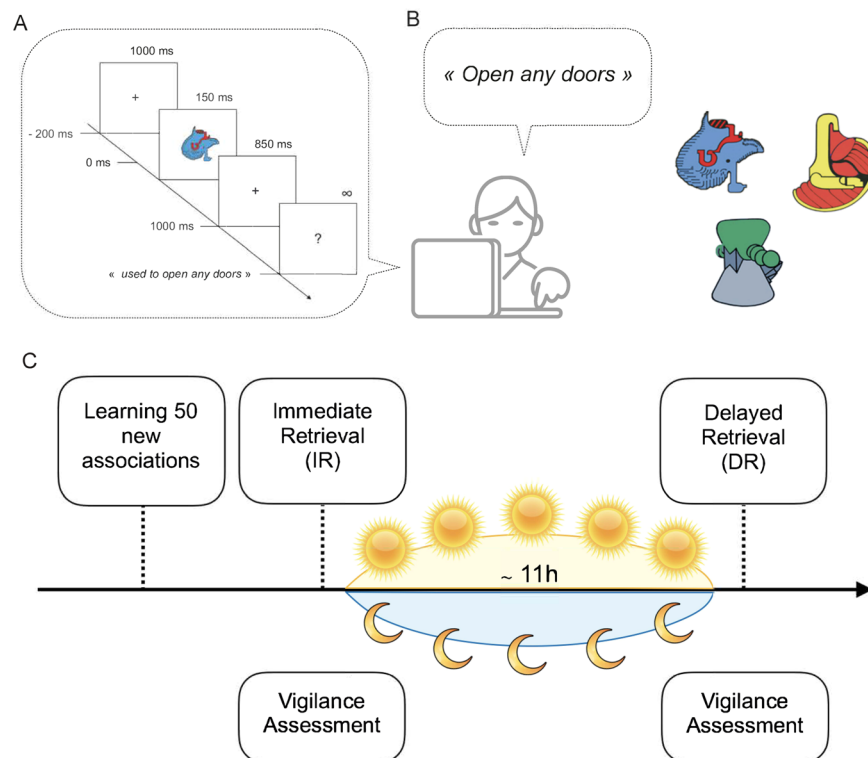 A
1000 ms
+
150 ms
- 200 ms
850 ms
0 ms
+
∞
1000 ms
?
« used to open any doors »
B
« Open any doors »
C
Learning 50
new
associations
Immediate
Retrieval
(IR)
Delayed
Retrieval
(DR)
~ 11h
Vigilance
Assessment
Vigilance
Assessment